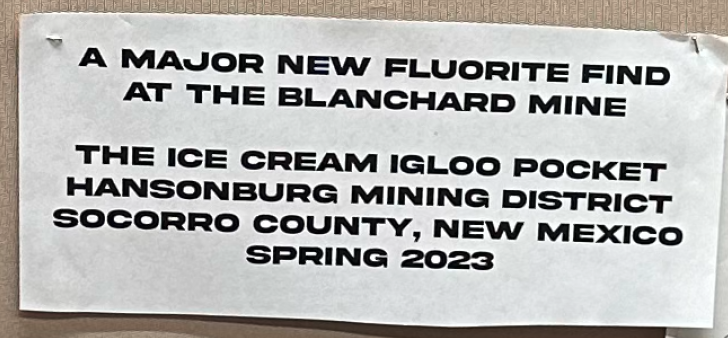 A MAJOR NEW FLUORITE FIND
AT THE BLANCHARD MINE
THE ICE CREAM IGLOO POCKET
HANSONBURG MINING DISTRICT
SOCORRO COUNTY, NEW MEXICO
SPRING 2023